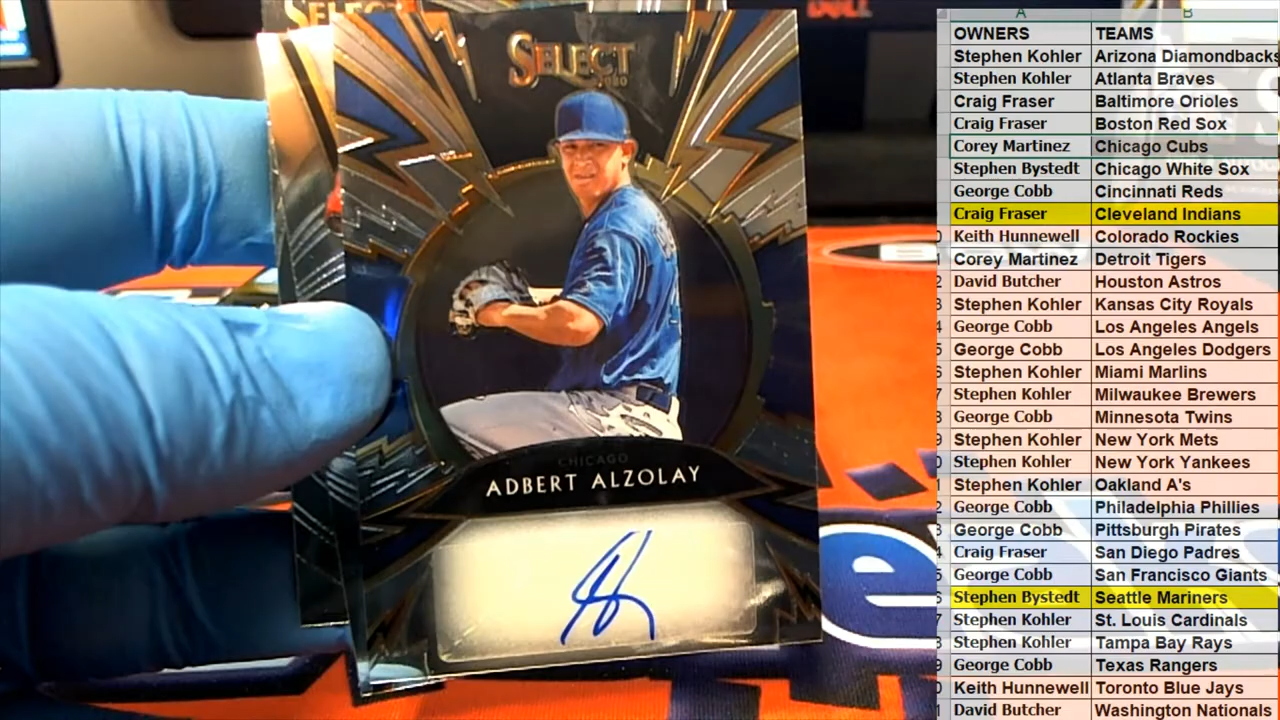 SELECT
SELECT
2020
CHICAGO
ADBERT ALZOLAY
e
A B
OWNERS TEAMS
Stephen Kohler Arizona Diamondbacks
Stephen Kohler Atlanta Braves
Craig Fraser Baltimore Orioles
Craig Fraser Boston Red Sox
Corey Martinez Chicago Cubs
Stephen Bystedt Chicago White Sox
George Cobb Cincinnati Reds
Craig Fraser Cleveland Indians
Keith Hunnewell Colorado Rockies
Corey Martinez Detroit Tigers
David Butcher Houston Astros
Stephen Kohler Kansas City Royals
George Cobb Los Angeles Angels
George Cobb Los Angeles Dodgers
Stephen Kohler Miami Marlins
Stephen Kohler Milwaukee Brewers
George Cobb Minnesota Twins
Stephen Kohler New York Mets
Stephen Kohler New York Yankees
Stephen Kohler Oakland A's
George Cobb Philadelphia Phillies
George Cobb Pittsburgh Pirates
Craig Fraser San Diego Padres
George Cobb San Francisco Giants
Stephen Bystedt Seattle Mariners
Stephen Kohler St. Louis Cardinals
Stephen Kohler Tampa Bay Rays
George Cobb Texas Rangers
Keith Hunnewell Toronto Blue Jays
David Butcher Washington Nationals